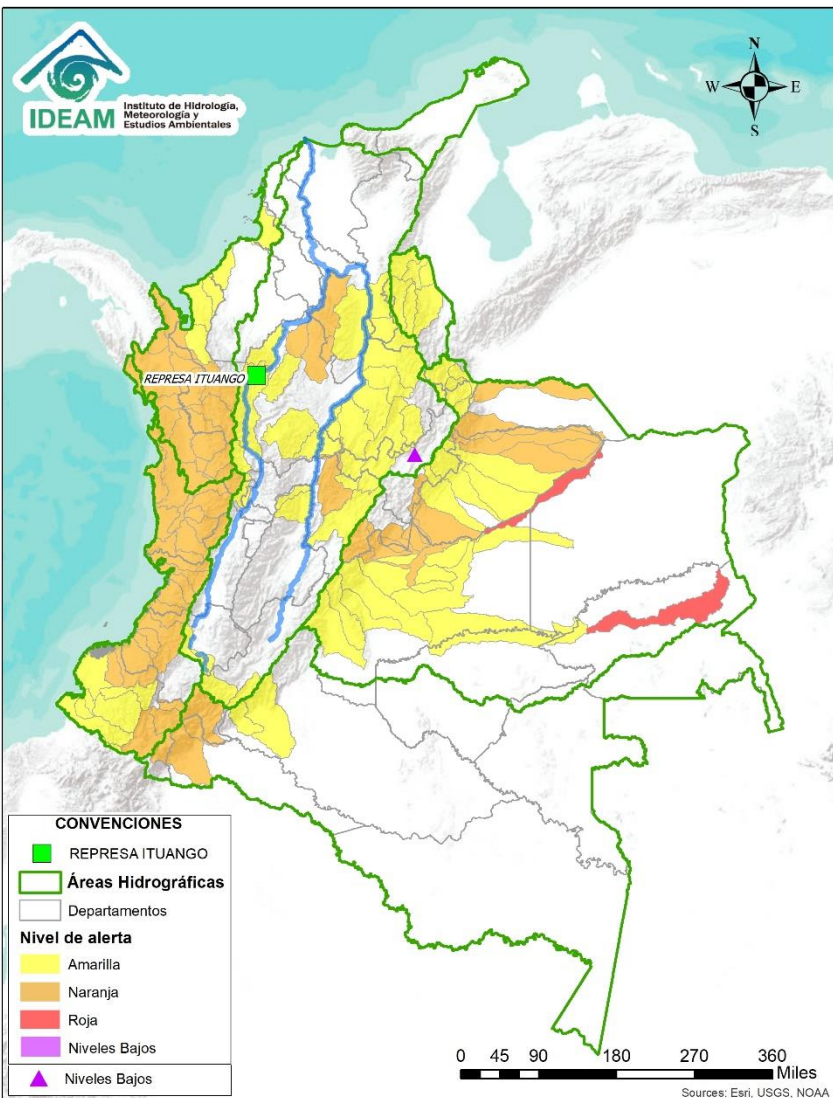 IDEAM
Instituto de Hidrología,
Meteorología y
Estudios Ambientales
N
W
E
S
REPRESA ITUANGO
CONVENCIONES
REPRESA ITUANGO
Áreas Hidrográficas
Departamentos
Nivel de alerta
Amarilla
Naranja
Roja
Niveles Bajos
Niveles Bajos
0 45 90 180 270 360
Miles
Sources: Esri, USGS, NOAA